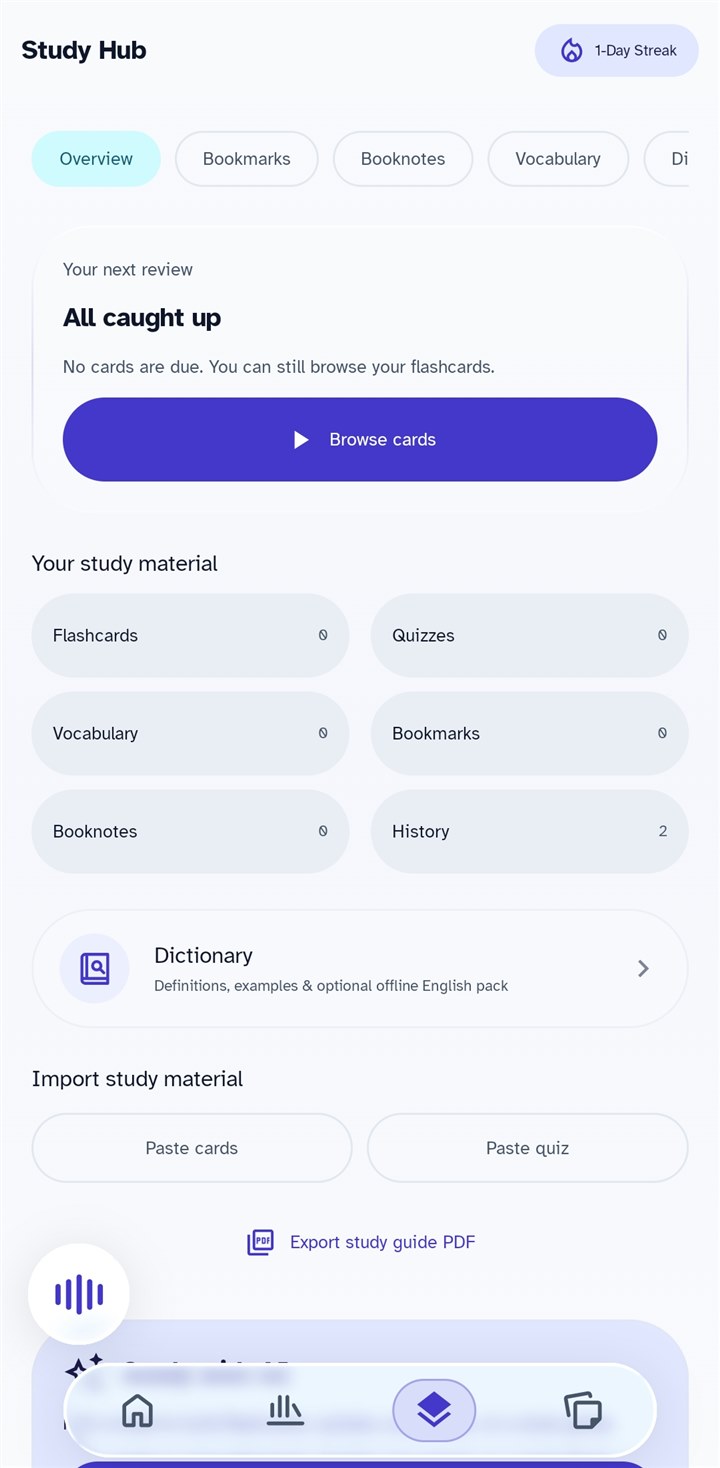 Study Hub
1-Day Streak
Overview
Bookmarks
Booknotes
Vocabulary
Di
Your next review
All caught up
No cards are due. You can still browse your flashcards.
Browse cards
Your study material
Flashcards 0
Quizzes 0
Vocabulary 0
Bookmarks 0
Booknotes 0
History 2
Dictionary
Definitions, examples & optional offline English pack
Import study material
Paste cards
Paste quiz
PDF
Export study guide PDF